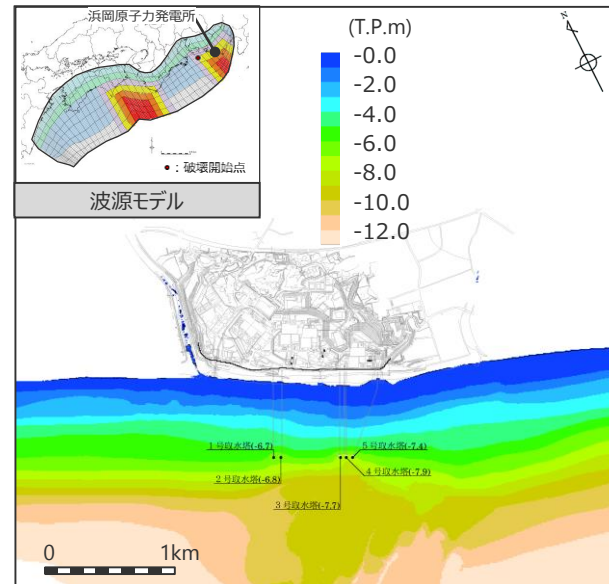 浜岡原子力発電所
●：破壊開始点
波源モデル
(T.P.m)
-0.0
-2.0
-4.0
-6.0
-8.0
-10.0
-12.0
N
1号取水塔(-6.7)
5号取水塔(-7.4)
2号取水塔(-6.8)
4号取水塔(-7.9)
3号取水塔(-7.7)
0 1km